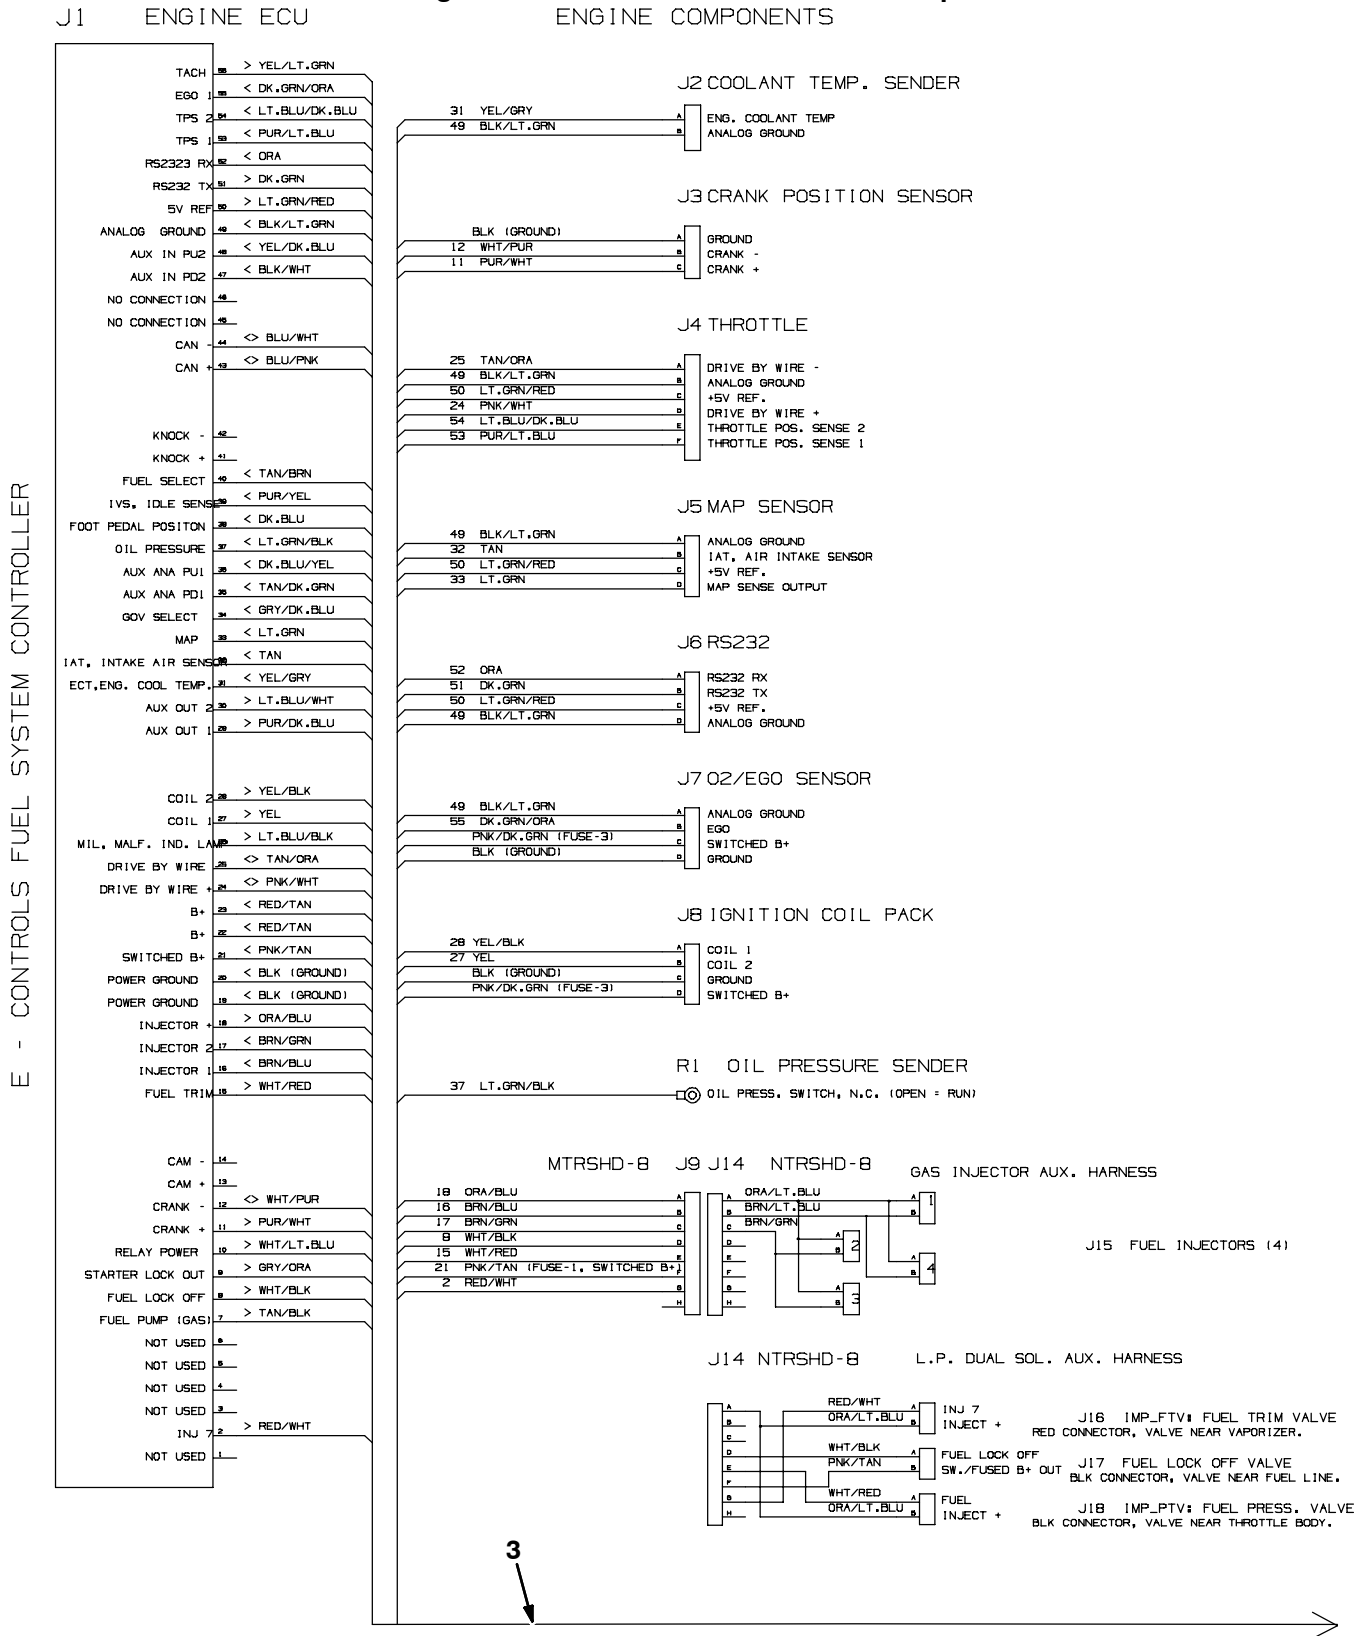 J1 ENGINE ECU
ENGINE COMPONENTS
E - CONTROLS FUEL SYSTEM CONTROLLER
TACH 56 > YEL/LT.GRN
EGO 1 55 < DK.GRN/ORA
TPS 2 54 < LT.BLU/DK.BLU
TPS 1 53 < PUR/LT.BLU
RS2323 RX 52 < ORA
RS232 TX 51 > DK.GRN
5V REF 50 > LT.GRN/RED
ANALOG GROUND 49 < BLK/LT.GRN
AUX IN PU2 48 < YEL/DK.BLU
AUX IN PD2 47 < BLK/WHT
NO CONNECTION 46
NO CONNECTION 45
CAN - 44 <> BLU/WHT
CAN + 43 <> BLU/PNK
KNOCK - 42
KNOCK + 41
FUEL SELECT 40 < TAN/BRN
IVS, IDLE SENSE 39 < PUR/YEL
FOOT PEDAL POSITON 38 < DK.BLU
OIL PRESSURE 37 < LT.GRN/BLK
AUX ANA PU1 36 < DK.BLU/YEL
AUX ANA PD1 35 < TAN/DK.GRN
GOV SELECT 34 < GRY/DK.BLU
MAP 33 < LT.GRN
IAT, INTAKE AIR SENSOR 32 < TAN
ECT,ENG. COOL TEMP. 31 < YEL/GRY
AUX OUT 2 30 > LT.BLU/WHT
AUX OUT 1 29 > PUR/DK.BLU
COIL 2 28 > YEL/BLK
COIL 1 27 > YEL
MIL, MALF. IND. LAMP 26 > LT.BLU/BLK
DRIVE BY WIRE - 25 <> TAN/ORA
DRIVE BY WIRE + 24 <> PNK/WHT
B+ 23 < RED/TAN
B+ 22 < RED/TAN
SWITCHED B+ 21 < PNK/TAN
POWER GROUND 20 < BLK (GROUND)
POWER GROUND 19 < BLK (GROUND)
INJECTOR + 18 > ORA/BLU
INJECTOR 2 17 < BRN/GRN
INJECTOR 1 16 < BRN/BLU
FUEL TRIM 15 > WHT/RED
CAM - 14
CAM + 13
CRANK - 12 <> WHT/PUR
CRANK + 11 > PUR/WHT
RELAY POWER 10 > WHT/LT.BLU
STARTER LOCK OUT 9 > GRY/ORA
FUEL LOCK OFF 8 > WHT/BLK
FUEL PUMP (GAS) 7 > TAN/BLK
NOT USED 6
NOT USED 5
NOT USED 4
NOT USED 3
INJ 7 2 > RED/WHT
NOT USED 1
J2 COOLANT TEMP. SENDER
31 YEL/GRY A ENG. COOLANT TEMP
49 BLK/LT.GRN B ANALOG GROUND
J3 CRANK POSITION SENSOR
BLK (GROUND) A GROUND
12 WHT/PUR B CRANK -
11 PUR/WHT C CRANK +
J4 THROTTLE
25 TAN/ORA A DRIVE BY WIRE -
49 BLK/LT.GRN B ANALOG GROUND
50 LT.GRN/RED C +5V REF.
24 PNK/WHT D DRIVE BY WIRE +
54 LT.BLU/DK.BLU E THROTTLE POS. SENSE 2
53 PUR/LT.BLU F THROTTLE POS. SENSE 1
J5 MAP SENSOR
49 BLK/LT.GRN A ANALOG GROUND
32 TAN B IAT, AIR INTAKE SENSOR
50 LT.GRN/RED C +5V REF.
33 LT.GRN D MAP SENSE OUTPUT
J6 RS232
52 ORA A RS232 RX
51 DK.GRN B RS232 TX
50 LT.GRN/RED C +5V REF.
49 BLK/LT.GRN D ANALOG GROUND
J7 O2/EGO SENSOR
49 BLK/LT.GRN A ANALOG GROUND
55 DK.GRN/ORA B EGO
PNK/DK.GRN (FUSE-3) C SWITCHED B+
BLK (GROUND) D GROUND
J8 IGNITION COIL PACK
28 YEL/BLK A COIL 1
27 YEL B COIL 2
BLK (GROUND) C GROUND
PNK/DK.GRN (FUSE-3) D SWITCHED B+
R1 OIL PRESSURE SENDER
37 LT.GRN/BLK OIL PRESS. SWITCH, N.C. (OPEN = RUN)
MTRSHD-8 J9 J14 NTRSHD-8 GAS INJECTOR AUX. HARNESS
18 ORA/BLU A A ORA/LT.BLU A 1
16 BRN/BLU B B BRN/LT.BLU B
17 BRN/GRN C C BRN/GRN A 2 B
8 WHT/BLK D D
J15 FUEL INJECTORS (4)
15 WHT/RED E E A 4 B
21 PNK/TAN (FUSE-1, SWITCHED B+) F F
2 RED/WHT G G A 3 B
H H
J14 NTRSHD-8 L.P. DUAL SOL. AUX. HARNESS
A RED/WHT A INJ 7
B ORA/LT.BLU B INJECT +
J16 IMP_FTV: FUEL TRIM VALVE
RED CONNECTOR, VALVE NEAR VAPORIZER.
C
D WHT/BLK A FUEL LOCK OFF
E PNK/TAN B SW./FUSED B+ OUT
J17 FUEL LOCK OFF VALVE
BLK CONNECTOR, VALVE NEAR FUEL LINE.
F
G WHT/RED A FUEL
H ORA/LT.BLU B INJECT +
J18 IMP_PTV: FUEL PRESS. VALVE
BLK CONNECTOR, VALVE NEAR THROTTLE BODY.
3